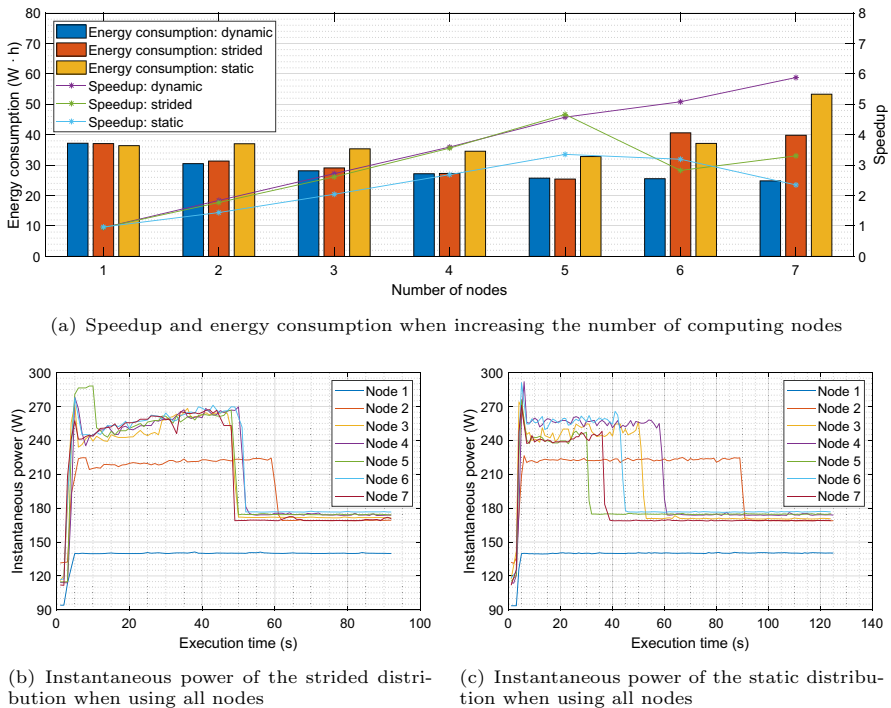 Energy consumption (W · h)
80
70
60
50
40
30
20
10
0
Energy consumption: dynamic
Energy consumption: strided
Energy consumption: static
Speedup: dynamic
Speedup: strided
Speedup: static
8
7
6
5
4
3
2
1
0
Speedup
1 2 3 4 5 6 7
Number of nodes
(a) Speedup and energy consumption when increasing the number of computing nodes
Instantaneous power (W)
300
270
240
210
180
150
120
90
Node 1
Node 2
Node 3
Node 4
Node 5
Node 6
Node 7
0 20 40 60 80 100
Execution time (s)
(b) Instantaneous power of the strided distri-
bution when using all nodes
Instantaneous power (W)
300
270
240
210
180
150
120
90
Node 1
Node 2
Node 3
Node 4
Node 5
Node 6
Node 7
0 20 40 60 80 100 120 140
Execution time (s)
(c) Instantaneous power of the static distribu-
tion when using all nodes